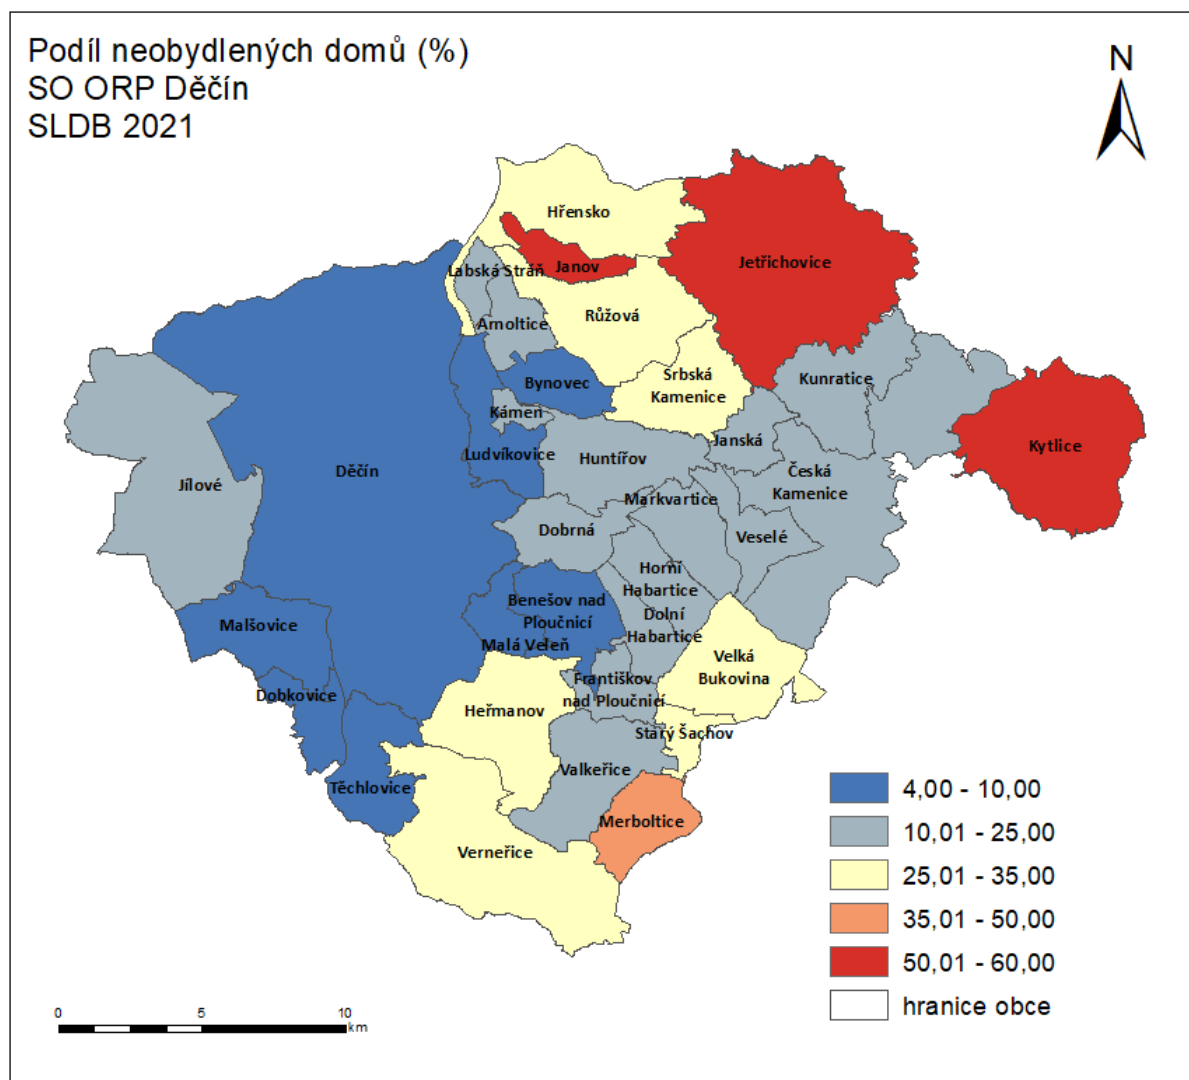 Podíl neobydlených domů (%)
SO ORP Děčín
SLDB 2021
N
Hřensko
Labská Stráň
Janov
Jetřichovice
Arnoltice
Růžová
Bynovec
Srbská
Kamenice
Kunratice
Kámen
Janská
Kytlice
Ludvíkovice
Huntířov
Děčín
Česká
Kamenice
Jílové
Markvartice
Dobrná
Veselé
Horní
Habartice
Benešov nad
Ploučnicí
Dolní
Habartice
Malšovice
Malá Veleň
Velká
Bukovina
Františkov
nad Ploučnicí
Dobkovice
Heřmanov
Starý Šachov
Valkeřice
Těchlovice
Merboltice
Verneřice
4,00 - 10,00
10,01 - 25,00
25,01 - 35,00
35,01 - 50,00
50,01 - 60,00
hranice obce
0 5 10
km